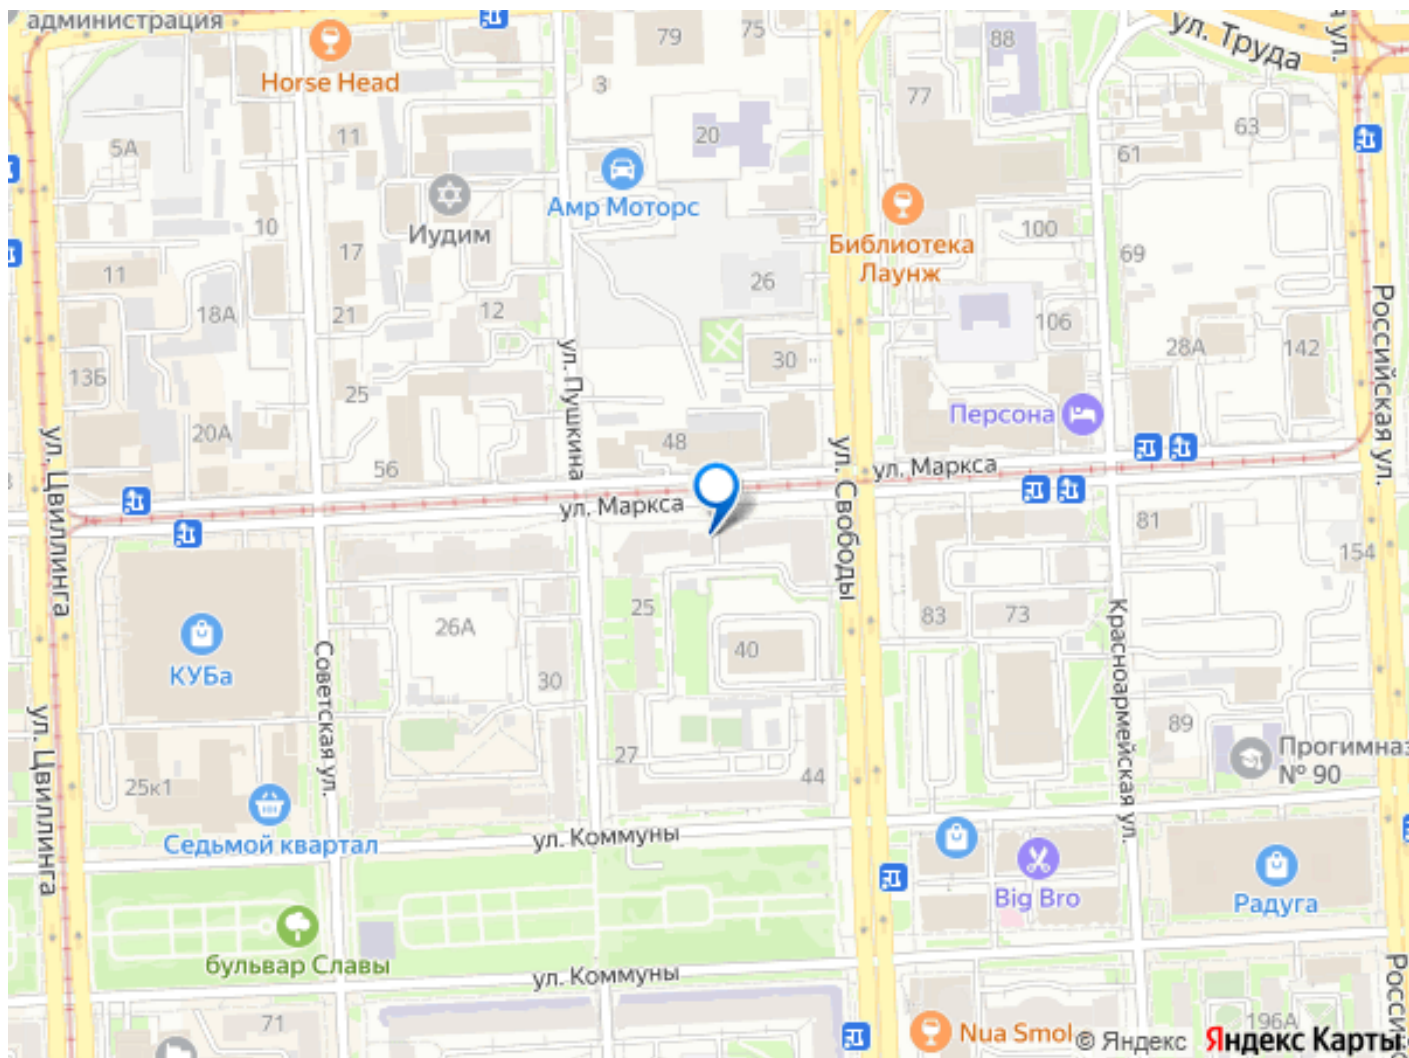 администрация
Horse Head
79
75
88
ул. Труда
3
77
5А
11
20
63
61
Амр Моторс
Иудим
10
17
11
26
100
69
Библиотека
Лаунж
18А
21
12
106
28А
142
Российская ул.
13Б
25
ул. Пушкина
30
20А
56
48
Персона
ул. Цвиллинга
ул. Маркса
ул. Маркса
ул. Свободы
81
154
КУБа
26А
25
40
83
73
Красноармейская ул.
Советская ул.
30
ул. Цвиллинга
27
44
89
Прогимназ
№ 90
25к1
Седьмой квартал
ул. Коммуны
Big Bro
Радуга
бульвар Славы
ул. Коммуны
71
Nua Smol
196А
© Яндекс
Яндекс Карты